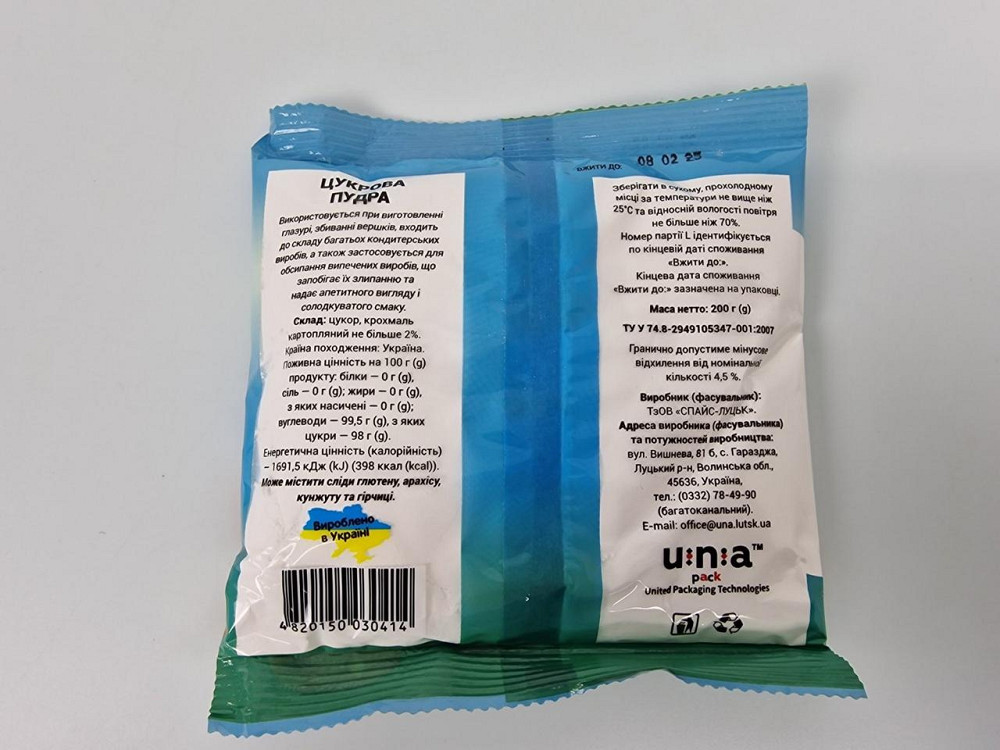 ЦУКРОВА
ПУДРА
Використовується при виготовленні
глазурі, збиванні вершків, входить
до складу багатьох кондитерських
виробів, а також застосовується для
обсипання випечених виробів, що
запобігає їх злипанню та
надає апетитного вигляду і
солодкуватого смаку.
Склад: цукор, крохмаль
картопляний не більше 2%.
Країна походження: Україна.
Поживна цінність на 100 г (g)
продукту: білки — 0 г (g),
сіль — 0 г (g); жири — 0 г (g),
з яких насичені — 0 г (g);
вуглеводи — 99,5 г (g), з яких
цукри — 98 г (g).
Енергетична цінність (калорійність)
– 1691,5 кДж (kJ) (398 ккал (kcal)).
Може містити сліди глютену, арахісу,
кунжуту та гірчиці.
Вироблено
в Україні
4 820150 030414
ВЖИТИ ДО: 08 02 25
Зберігати в сухому, прохолодному
місці за температури не вище ніж
25°С та відносній вологості повітря
не більше ніж 70%.
Номер партії L ідентифікується
по кінцевій даті споживання
«Вжити до:».
Кінцева дата споживання
«Вжити до:» зазначена на упаковці.
Маса нетто: 200 г (g)
ТУ У 74.8-2949105347-001:2007
Гранично допустиме мінусове
відхилення від номінальної
кількості 4,5 %.
Виробник (фасувальник):
ТзОВ «СПАЙС-ЛУЦЬК».
Адреса виробника (фасувальника)
та потужностей виробництва:
вул. Вишнева, 81 б, с. Гаразджа,
Луцький р-н, Волинська обл.,
45636, Україна,
тел.: (0332) 78-49-90
(багатоканальний).
E-mail: office@una.lutsk.ua
u:n:a™
pack
United Packaging Technologies